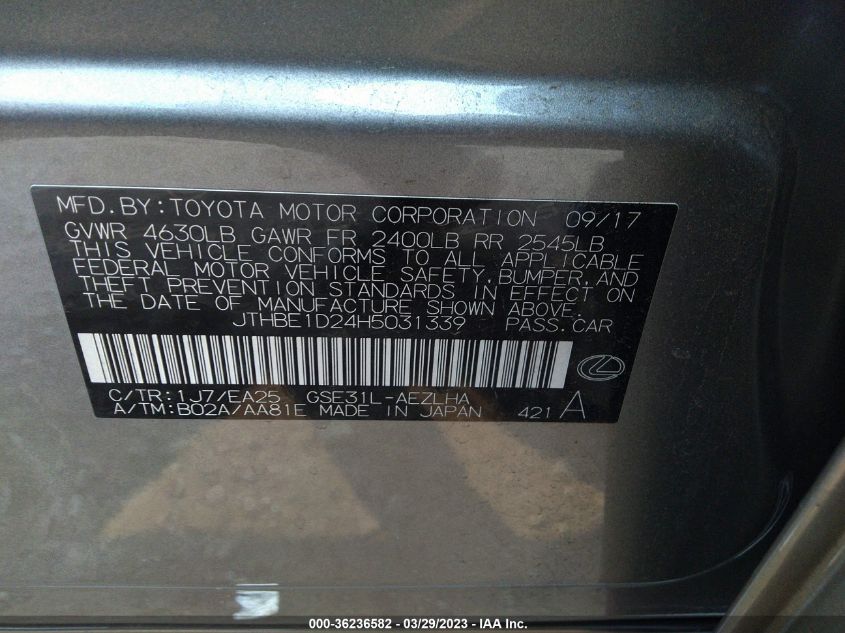 MFD.BY:TOYOTA MOTOR CORPORATION 09/17
GVWR 4630LB GAWR FR 2400LB RR 2545LB
THIS VEHICLE CONFORMS TO ALL APPLICABLE
FEDERAL MOTOR VEHICLE SAFETY,BUMPER,AND
THEFT PREVENTION STANDARDS IN EFFECT ON
THE DATE OF MANUFACTURE SHOWN ABOVE.
JTHBE1D24H5031339 PASS.CAR
C/TR:1J7/EA25 GSE31L-AEZLHA
A/TM:B02A/AA81E MADE IN JAPAN 421 A
000-36236582 - 03/29/2023 - IAA Inc.